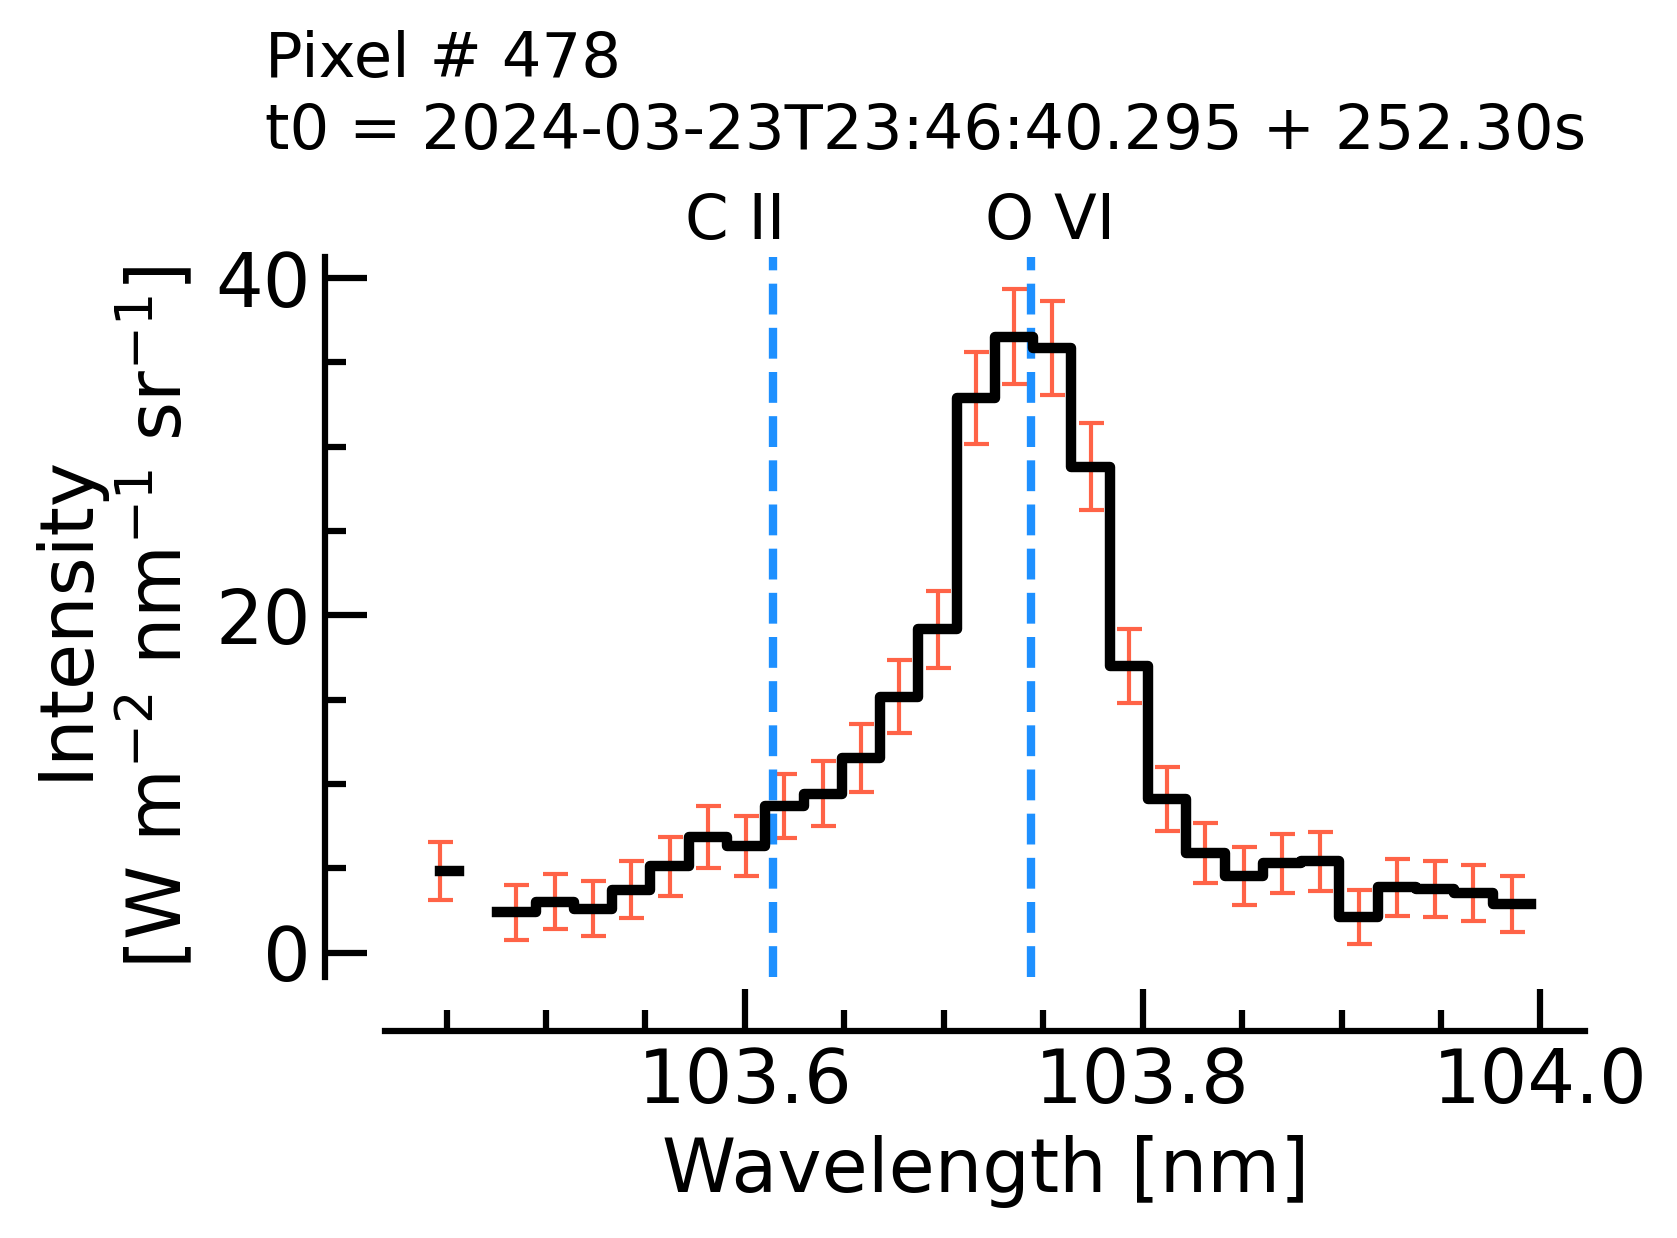 Pixel # 478
t0 = 2024-03-23T23:46:40.295 + 252.30s
C II O VI
Intensity
[W m⁻² nm⁻¹ sr⁻¹]
40
20
0
103.6 103.8 104.0
Wavelength [nm]